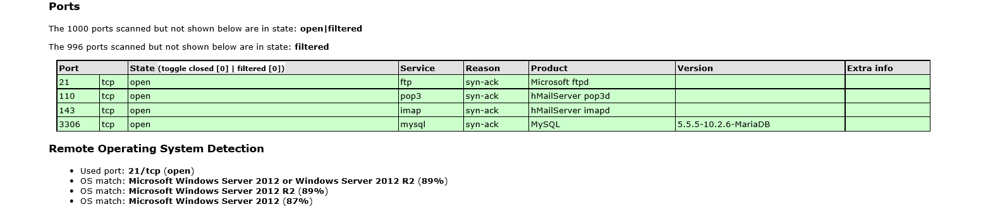 Ports
The 1000 ports scanned but not shown below are in state: open|filtered
The 996 ports scanned but not shown below are in state: filtered
Port State (toggle closed [0] | filtered [0]) Service Reason Product Version Extra info
21 tcp open ftp syn-ack Microsoft ftpd
110 tcp open pop3 syn-ack hMailServer pop3d
143 tcp open imap syn-ack hMailServer imapd
3306 tcp open mysql syn-ack MySQL 5.5.5-10.2.6-MariaDB
Remote Operating System Detection
• Used port: 21/tcp (open)
• OS match: Microsoft Windows Server 2012 or Windows Server 2012 R2 (89%)
• OS match: Microsoft Windows Server 2012 R2 (89%)
• OS match: Microsoft Windows Server 2012 (87%)